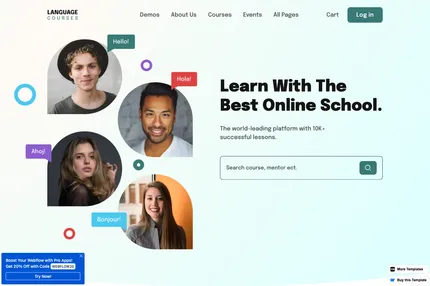 LANGUAGE
COURSES
Demos About Us Courses Events All Pages Cart Log in
Hello!
Hola!
Ahoj!
Bonjour!
Learn With The
Best Online School.
The world-leading platform with 10K+
successful lessons.
Search course, mentor ect.
Boost Your Webflow with Pro Apps!
Get 20% Off with Code
Try Now!
More Templates
Buy this Template